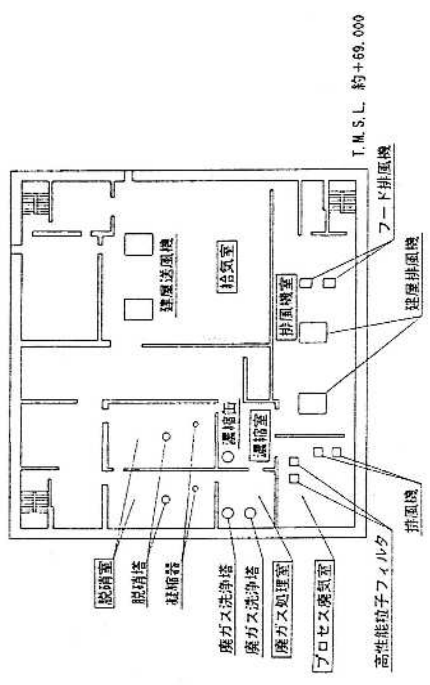 T.M.S.L. 約+69.000
建屋送風機
給気室
排風機室
フード排風機
建屋排風機
濃縮缶
濃縮室
脱硝室
脱硝塔
凝縮器
廃ガス洗浄塔
廃ガス洗浄塔
廃ガス処理室
プロセス廃気室
高性能粒子フィルタ
排風機